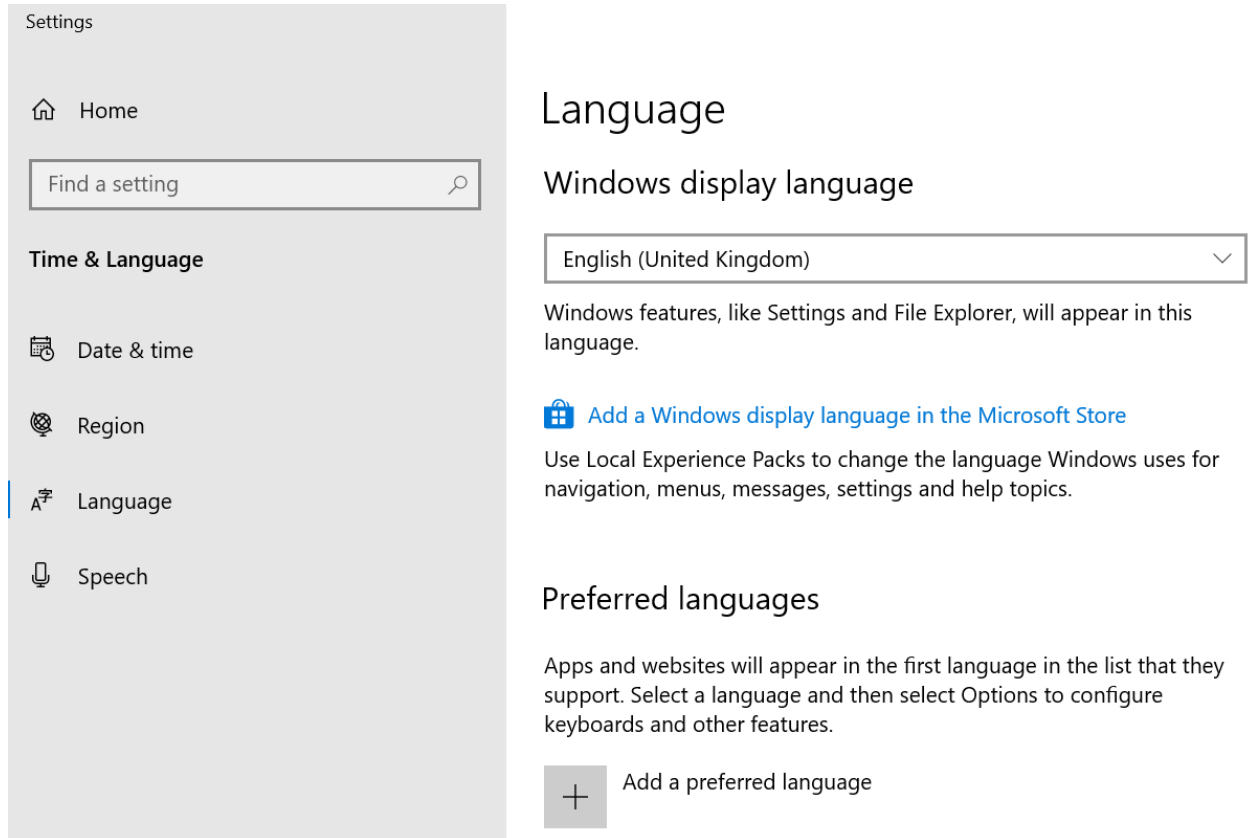 Settings
Home
Find a setting
Time & Language
Date & time
Region
Language
Speech
Language
Windows display language
English (United Kingdom)
Windows features, like Settings and File Explorer, will appear in this
language.
Add a Windows display language in the Microsoft Store
Use Local Experience Packs to change the language Windows uses for
navigation, menus, messages, settings and help topics.
Preferred languages
Apps and websites will appear in the first language in the list that they
support. Select a language and then select Options to configure
keyboards and other features.
Add a preferred language